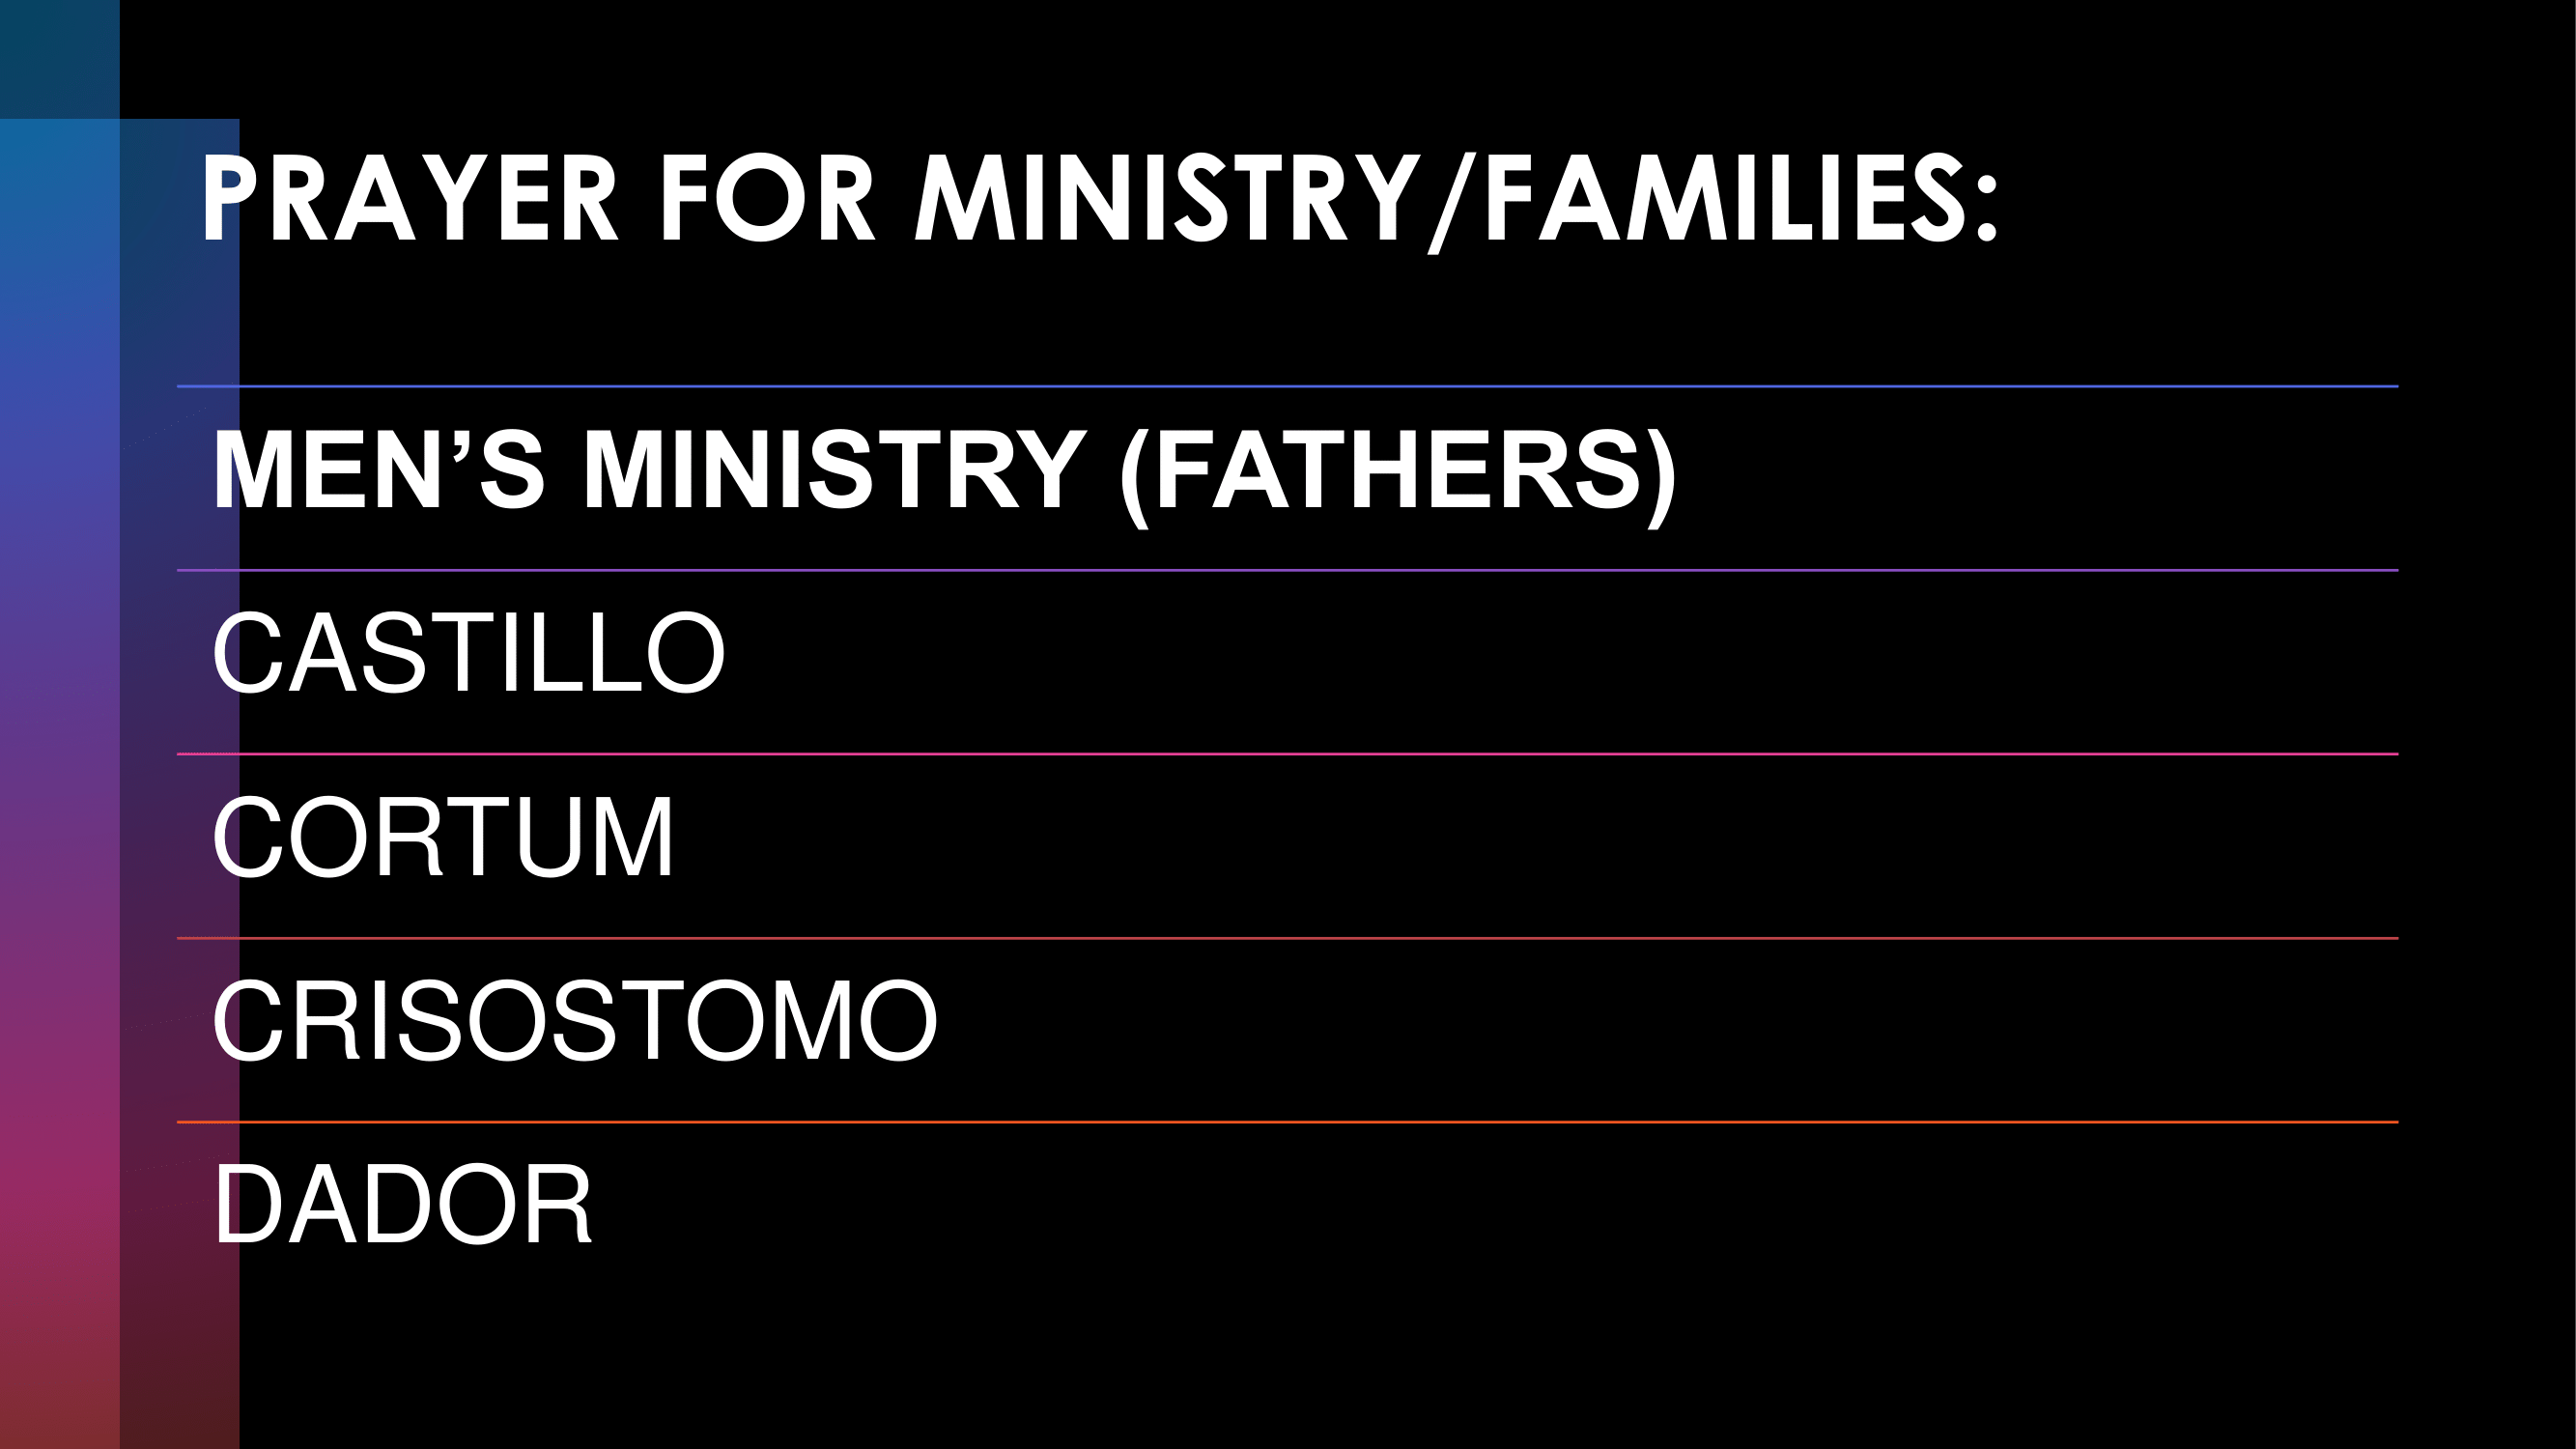 PRAYER FOR MINISTRY/FAMILIES:
MEN’S MINISTRY (FATHERS)
CASTILLO
CORTUM
CRISOSTOMO
DADOR